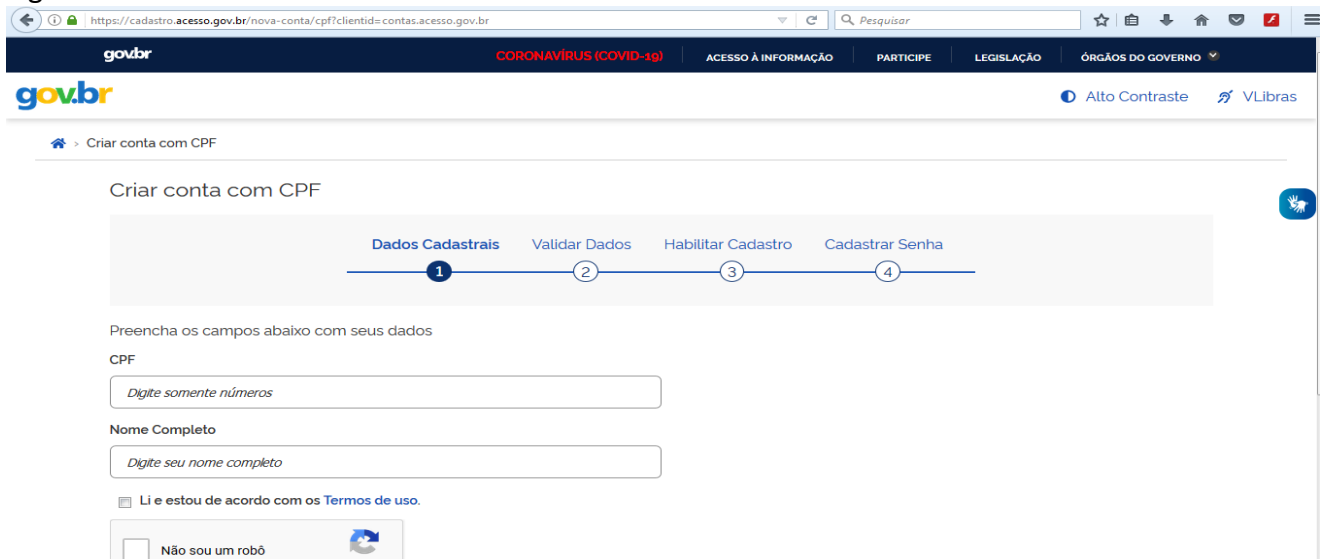 https://cadastro.acesso.gov.br/nova-conta/cpf?clientid=contas.acesso.gov.br
Pesquisar
gov.br
CORONAVÍRUS (COVID-19)
ACESSO À INFORMAÇÃO
PARTICIPE
LEGISLAÇÃO
ÓRGÃOS DO GOVERNO
gov.br
Alto Contraste
VLibras
> Criar conta com CPF
Criar conta com CPF
Dados Cadastrais Validar Dados Habilitar Cadastro Cadastrar Senha
1 2 3 4
Preencha os campos abaixo com seus dados
CPF
Digite somente números
Nome Completo
Digite seu nome completo
Li e estou de acordo com os Termos de uso.
Não sou um robô